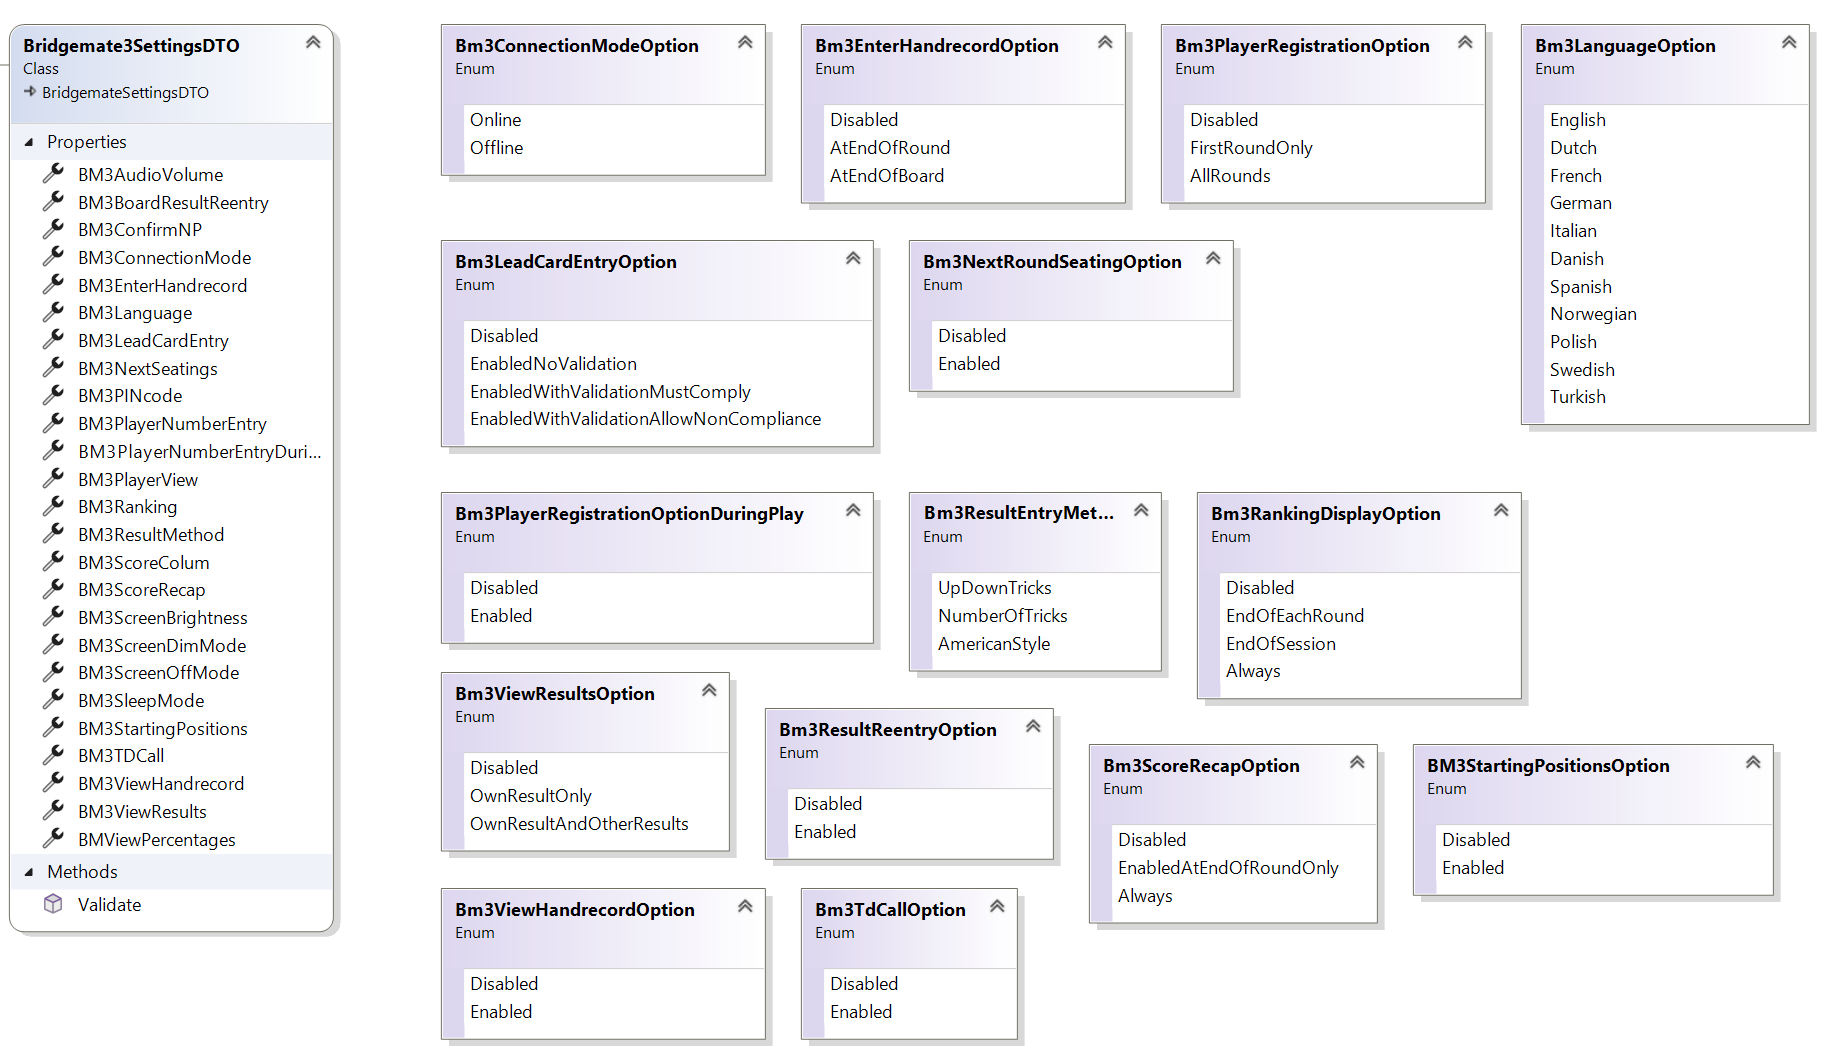 Bridgemate3SettingsDTO
Class
BridgemateSettingsDTO
Properties
BM3AudioVolume
BM3BoardResultReentry
BM3ConfirmNP
BM3ConnectionMode
BM3EnterHandrecord
BM3Language
BM3LeadCardEntry
BM3NextSeatings
BM3PINcode
BM3PlayerNumberEntry
BM3PlayerNumberEntryDuri...
BM3PlayerView
BM3Ranking
BM3ResultMethod
BM3ScoreColum
BM3ScoreRecap
BM3ScreenBrightness
BM3ScreenDimMode
BM3ScreenOffMode
BM3SleepMode
BM3StartingPositions
BM3TDCall
BM3ViewHandrecord
BM3ViewResults
BMViewPercentages
Methods
Validate
Bm3ConnectionModeOption
Enum
Online
Offline
Bm3EnterHandrecordOption
Enum
Disabled
AtEndOfRound
AtEndOfBoard
Bm3PlayerRegistrationOption
Enum
Disabled
FirstRoundOnly
AllRounds
Bm3LanguageOption
Enum
English
Dutch
French
German
Italian
Danish
Spanish
Norwegian
Polish
Swedish
Turkish
Bm3LeadCardEntryOption
Enum
Disabled
EnabledNoValidation
EnabledWithValidationMustComply
EnabledWithValidationAllowNonCompliance
Bm3NextRoundSeatingOption
Enum
Disabled
Enabled
Bm3PlayerRegistrationOptionDuringPlay
Enum
Disabled
Enabled
Bm3ResultEntryMet...
Enum
UpDownTricks
NumberOfTricks
AmericanStyle
Bm3RankingDisplayOption
Enum
Disabled
EndOfEachRound
EndOfSession
Always
Bm3ViewResultsOption
Enum
Disabled
OwnResultOnly
OwnResultAndOtherResults
Bm3ResultReentryOption
Enum
Disabled
Enabled
Bm3ScoreRecapOption
Enum
Disabled
EnabledAtEndOfRoundOnly
Always
BM3StartingPositionsOption
Enum
Disabled
Enabled
Bm3ViewHandrecordOption
Enum
Disabled
Enabled
Bm3TdCallOption
Enum
Disabled
Enabled